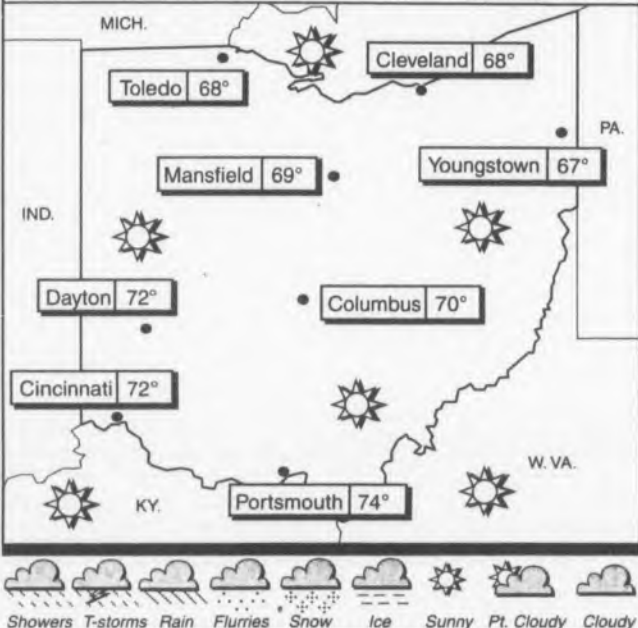 MICH.
Cleveland 68°
Toledo 68°
PA.
Youngstown 67°
Mansfield 69°
IND.
Dayton 72°
Columbus 70°
Cincinnati 72°
W. VA.
KY.
Portsmouth 74°
Showers T-storms Rain Flurries Snow Ice Sunny Pt. Cloudy Cloudy